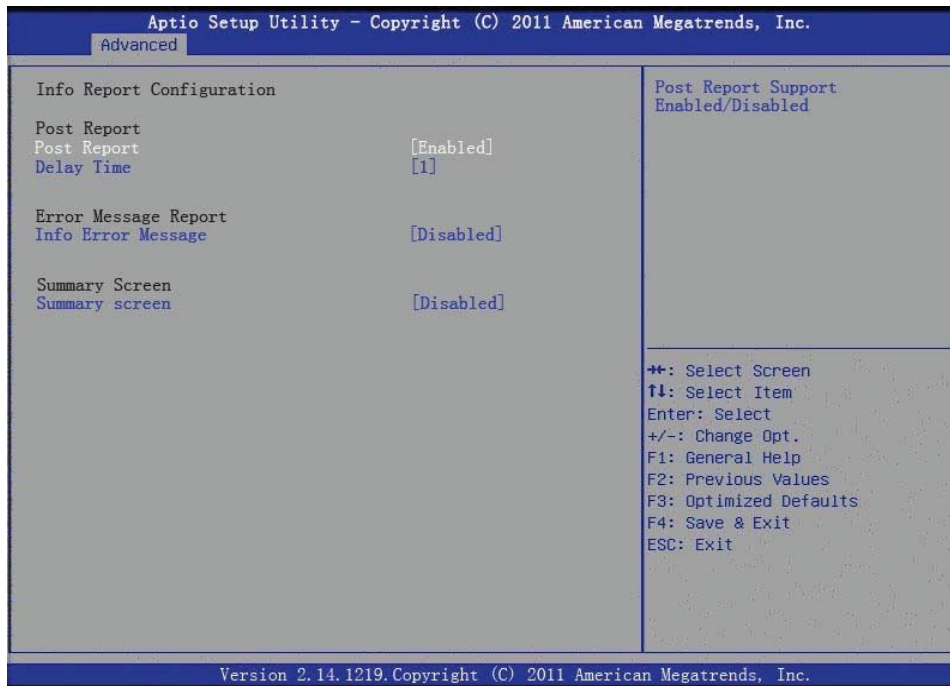 Aptio Setup Utility - Copyright (C) 2011 American Megatrends, Inc.
Advanced
Info Report Configuration
Post Report
Post Report [Enabled]
Delay Time [1]
Error Message Report
Info Error Message [Disabled]
Summary Screen
Summary screen [Disabled]
Post Report Support
Enabled/Disabled
→←: Select Screen
↑↓: Select Item
Enter: Select
+/-: Change Opt.
F1: General Help
F2: Previous Values
F3: Optimized Defaults
F4: Save & Exit
ESC: Exit
Version 2.14.1219.Copyright (C) 2011 American Megatrends, Inc.